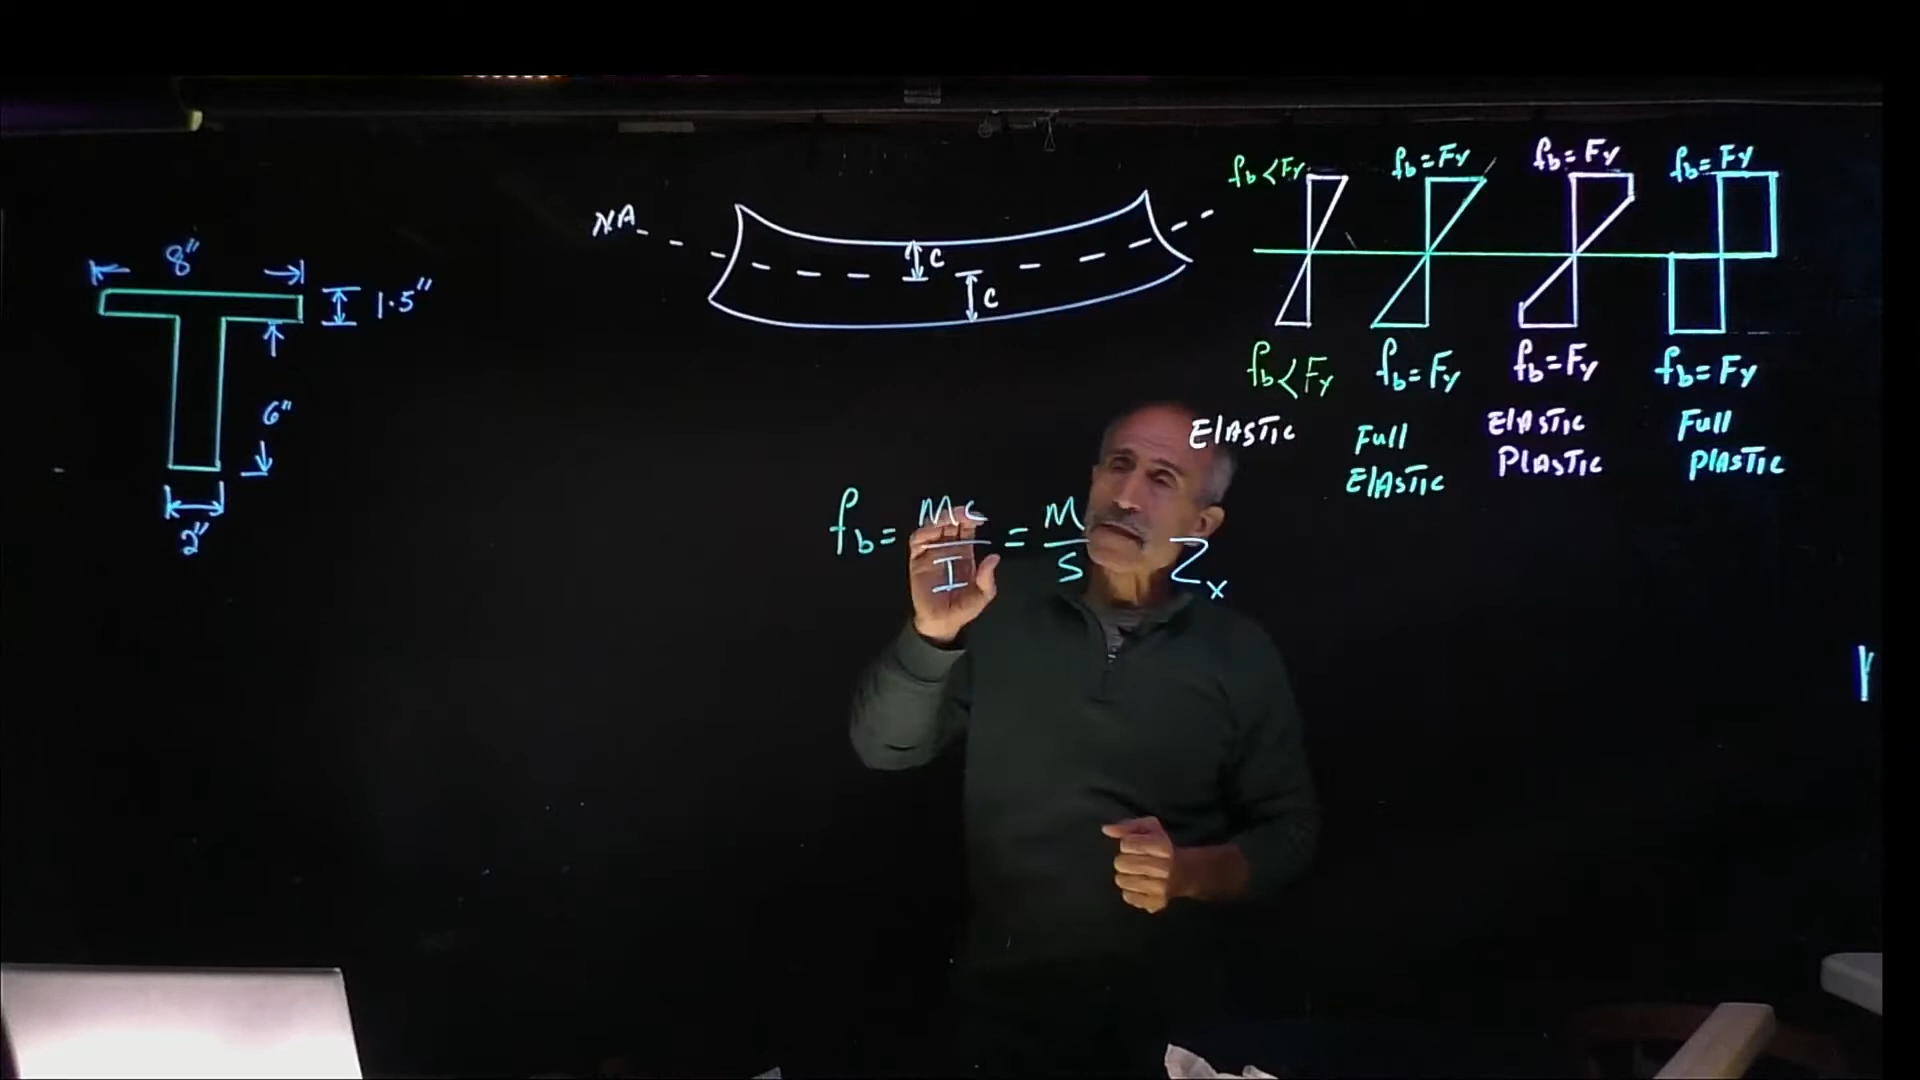 8"
1.5"
6"
2"
NA
c
c
fb < Fy
fb = Fy
fb = Fy
fb = Fy
fb < Fy
fb = Fy
fb = Fy
fb = Fy
ElAsTic
Full
ElAsTic
ElAsTic
PlAsTic
Full
PlAsTic
fb = Mc/I = M/S
Zx